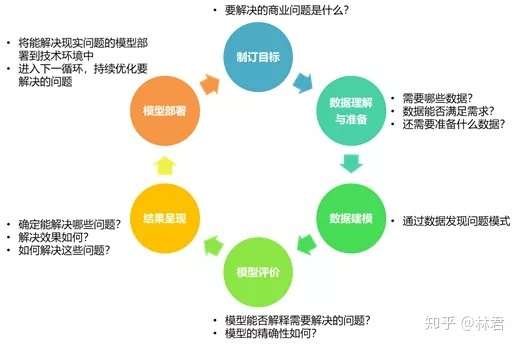 • 要解决的商业问题是什么?
制订目标
• 将能解决现实问题的模型部
署到技术环境中
• 进入下一循环，持续优化要
解决的问题
模型部署
数据理解
与准备
• 需要哪些数据?
• 数据能否满足需求?
• 还需要准备什么数据?
数据建模
• 通过数据发现问题模式
结果呈现
• 确定能解决哪些问题?
• 解决效果如何?
• 如何解决这些问题?
模型评价
• 模型能否解释需要解决的问题?
• 模型的精确性如何?
知乎 @林君